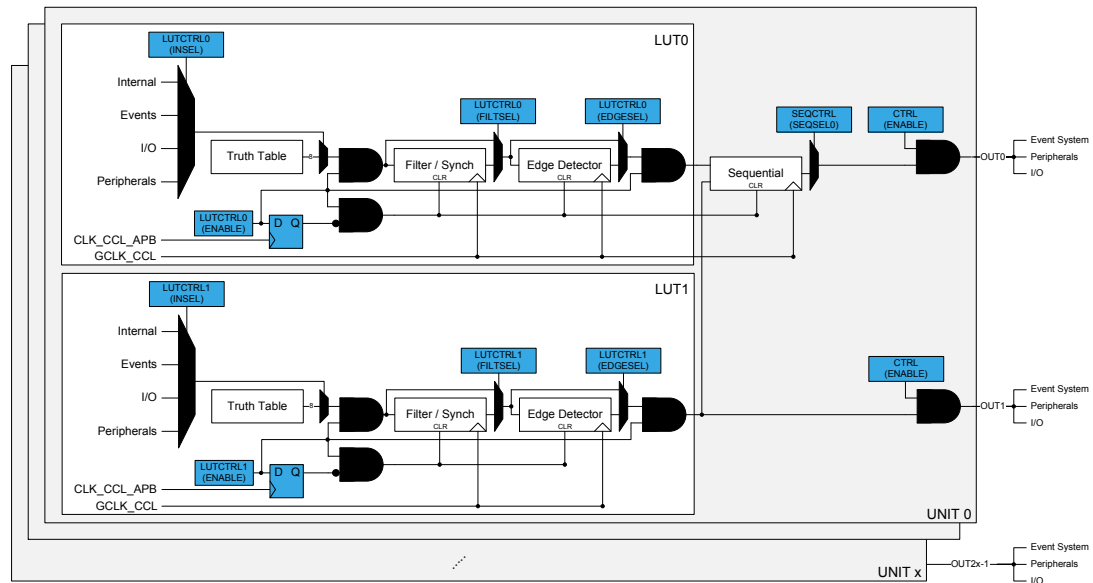 LUTCTRL0
(INSEL)
LUT0
Internal
Events
I/O
Peripherals
Truth Table
8
LUTCTRL0
(FILTSEL)
LUTCTRL0
(EDGESEL)
Filter / Synch
CLR
Edge Detector
CLR
SEQCTRL
(SEQSEL0)
Sequential
CLR
CTRL
(ENABLE)
OUT0
Event System
Peripherals
I/O
LUTCTRL0
(ENABLE)
D Q
CLK_CCL_APB
GCLK_CCL
LUTCTRL1
(INSEL)
LUT1
Internal
Events
I/O
Peripherals
Truth Table
8
LUTCTRL1
(FILTSEL)
LUTCTRL1
(EDGESEL)
Filter / Synch
CLR
Edge Detector
CLR
CTRL
(ENABLE)
OUT1
Event System
Peripherals
I/O
LUTCTRL1
(ENABLE)
D Q
CLK_CCL_APB
GCLK_CCL
UNIT 0
UNIT x
OUT2x-1
Event System
Peripherals
I/O